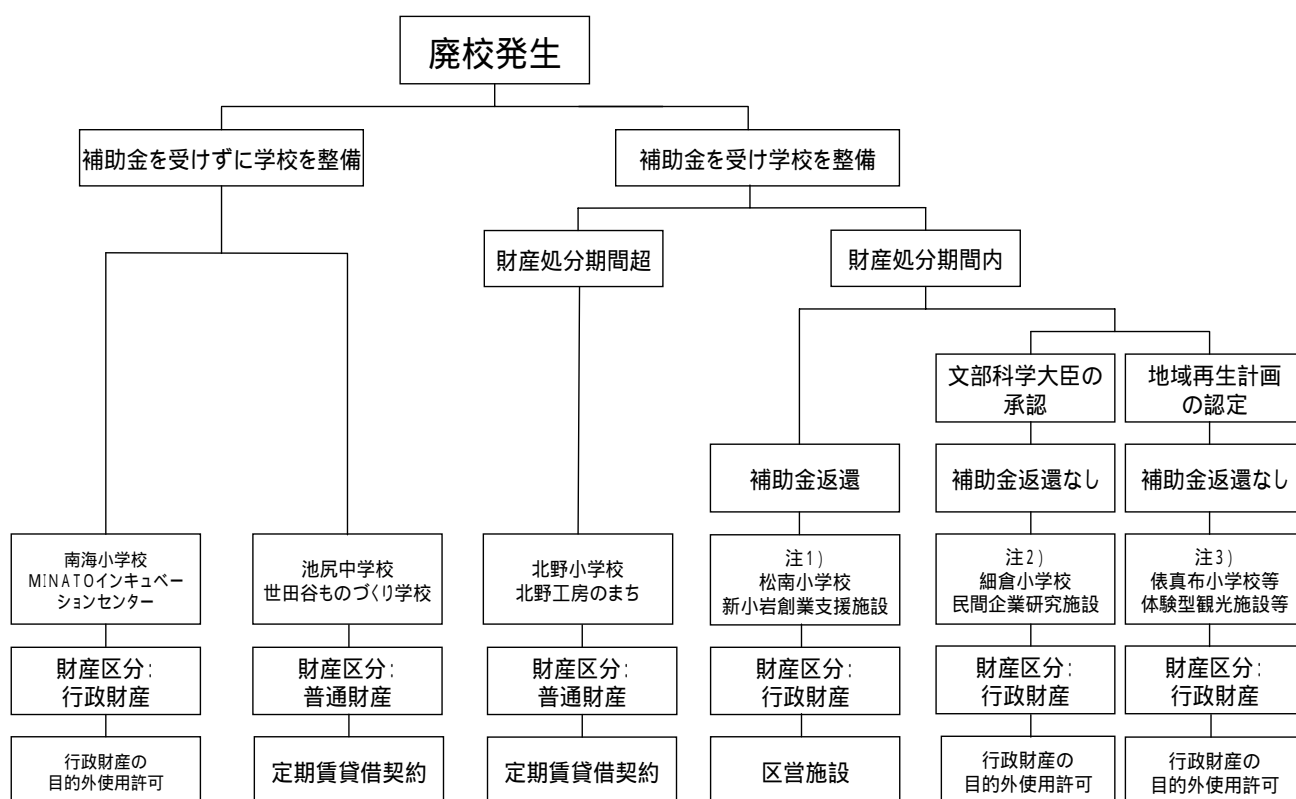 廃校発生
補助金を受けずに学校を整備
補助金を受け学校を整備
財産処分期間超
財産処分期間内
文部科学大臣の
承認
地域再生計画
の認定
補助金返還
補助金返還なし
補助金返還なし
南海小学校
MINATOインキュベー
ションセンター
池尻中学校
世田谷ものづくり学校
北野小学校
北野工房のまち
注1)
松南小学校
新小岩創業支援施設
注2)
細倉小学校
民間企業研究施設
注3)
俵真布小学校等
体験型観光施設等
財産区分:
行政財産
財産区分:
普通財産
財産区分:
普通財産
財産区分:
行政財産
財産区分:
行政財産
財産区分:
行政財産
行政財産の
目的外使用許可
定期賃貸借契約
定期賃貸借契約
区営施設
行政財産の
目的外使用許可
行政財産の
目的外使用許可